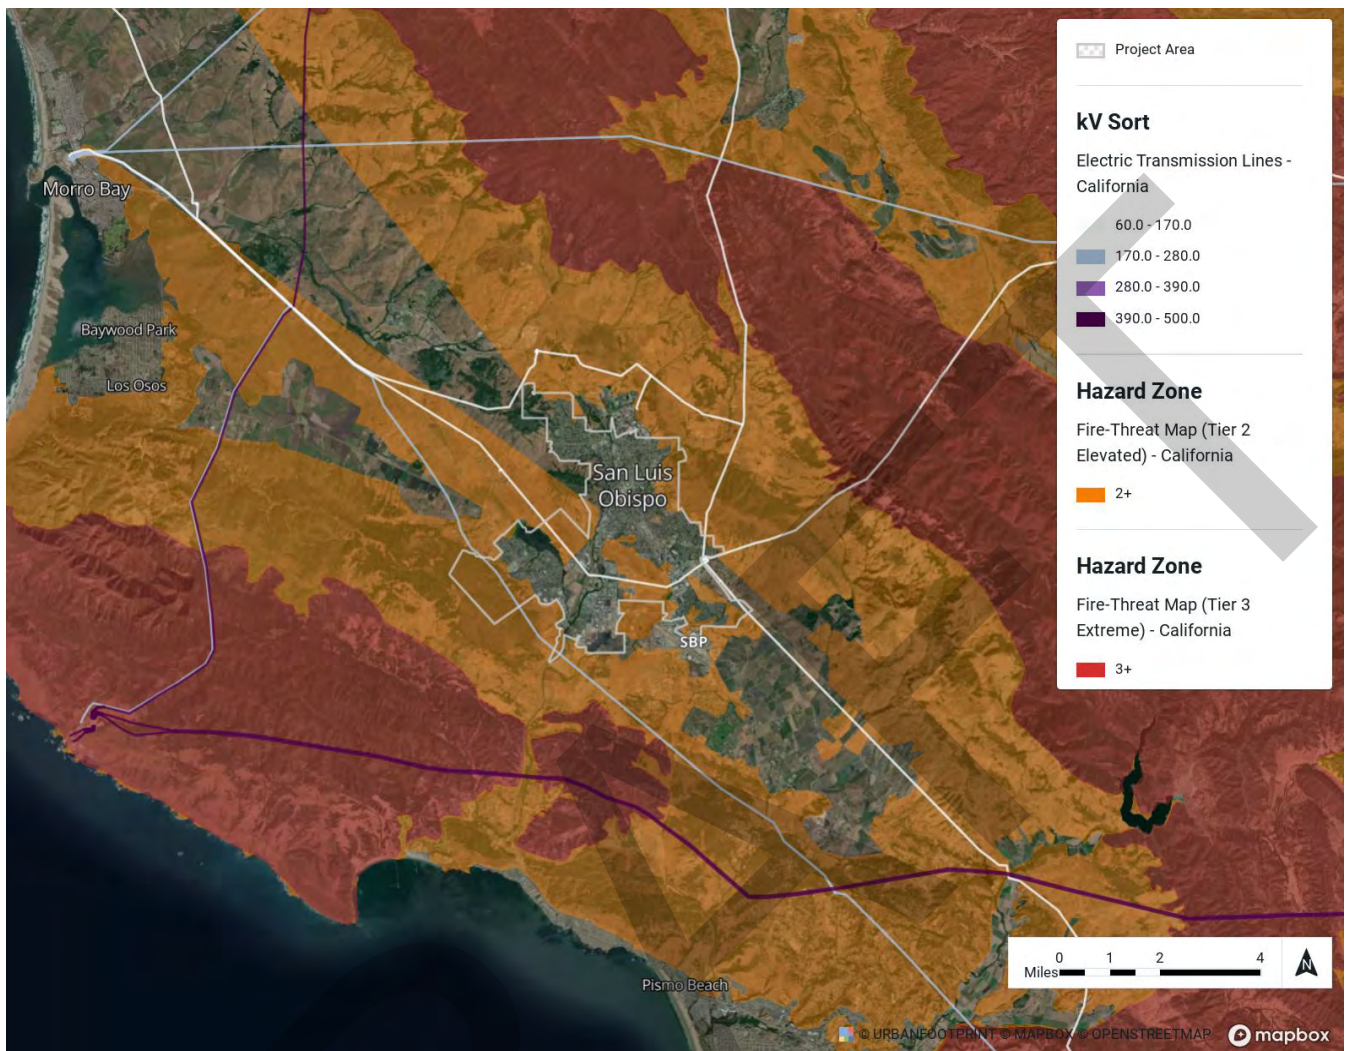 Project Area
kV Sort
Electric Transmission Lines -
California
60.0 - 170.0
170.0 - 280.0
280.0 - 390.0
390.0 - 500.0
Hazard Zone
Fire-Threat Map (Tier 2
Elevated) - California
2+
Hazard Zone
Fire-Threat Map (Tier 3
Extreme) - California
3+
Morro Bay
Baywood Park
Los Osos
San Luis
Obispo
SBP
Pismo Beach
0 1 2 4
Miles
N
© URBANFOOTPRINT © MAPBOX © OPENSTREETMAP
mapbox